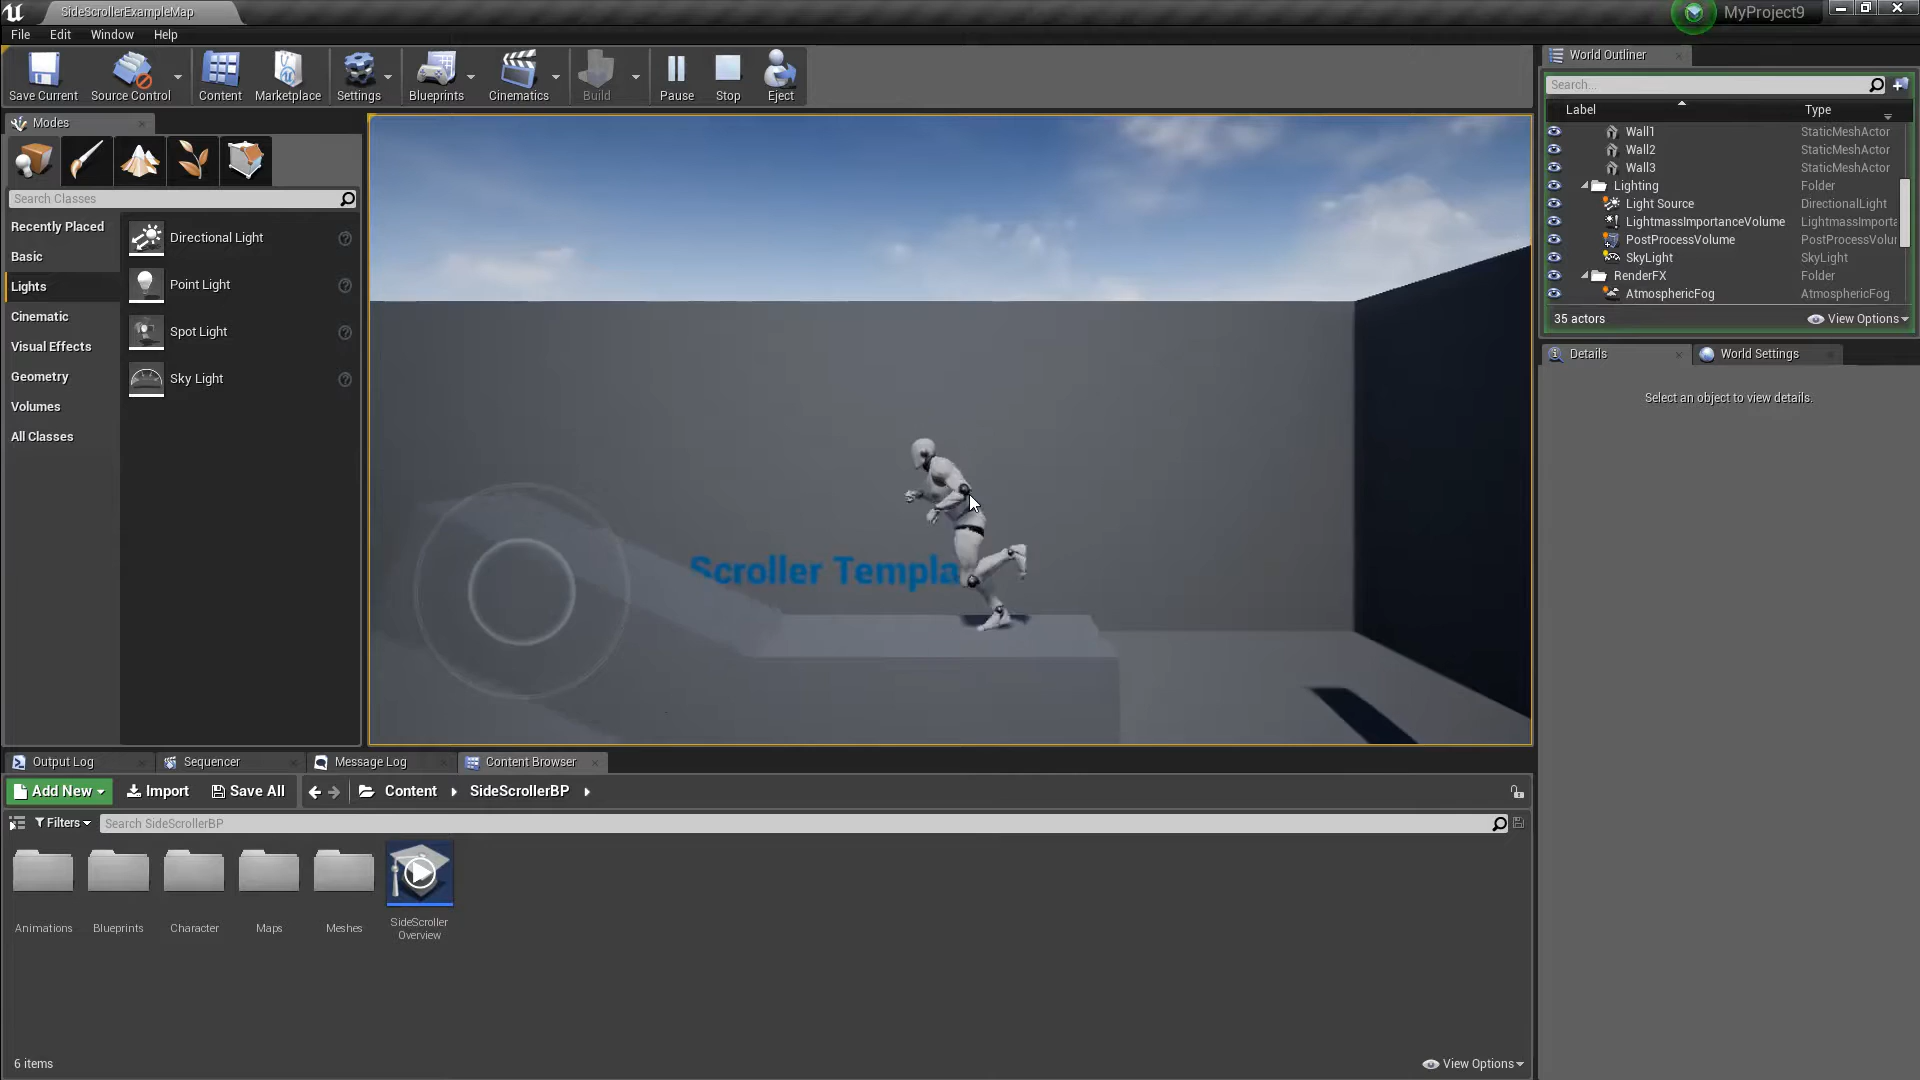 SideScrollerExampleMap
MyProject9
File Edit Window Help
Save Current Source Control Content Marketplace Settings Blueprints Cinematics Build Pause Stop Eject
Modes
Search Classes
Recently Placed
Basic
Lights
Cinematic
Visual Effects
Geometry
Volumes
All Classes
Directional Light
Point Light
Spot Light
Sky Light
Scroller Templa
World Outliner
Search...
Label Type
Wall1 StaticMeshActor
Wall2 StaticMeshActor
Wall3 StaticMeshActor
Lighting Folder
Light Source DirectionalLight
LightmassImportanceVolume LightmassImporta
PostProcessVolume PostProcessVolur
SkyLight SkyLight
RenderFX Folder
AtmosphericFog AtmosphericFog
35 actors View Options
Details World Settings
Select an object to view details.
Output Log Sequencer Message Log Content Browser
Add New Import Save All Content SideScrollerBP
Filters Search SideScrollerBP
Animations Blueprints Character Maps Meshes SideScroller
Overview
6 items View Options